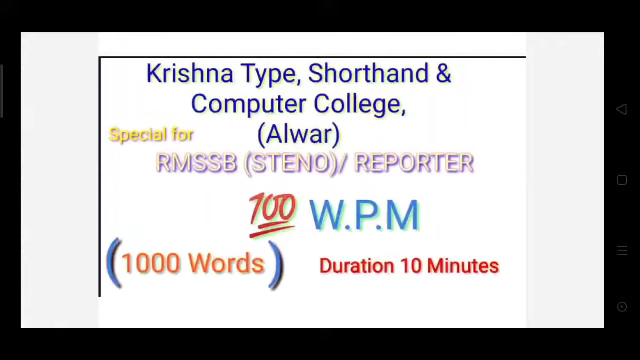 Krishna Type, Shorthand &
Computer College,
(Alwar)
Special for
RMSSB (STENO)/ REPORTER
💯 W.P.M
(1000 Words)
Duration 10 Minutes